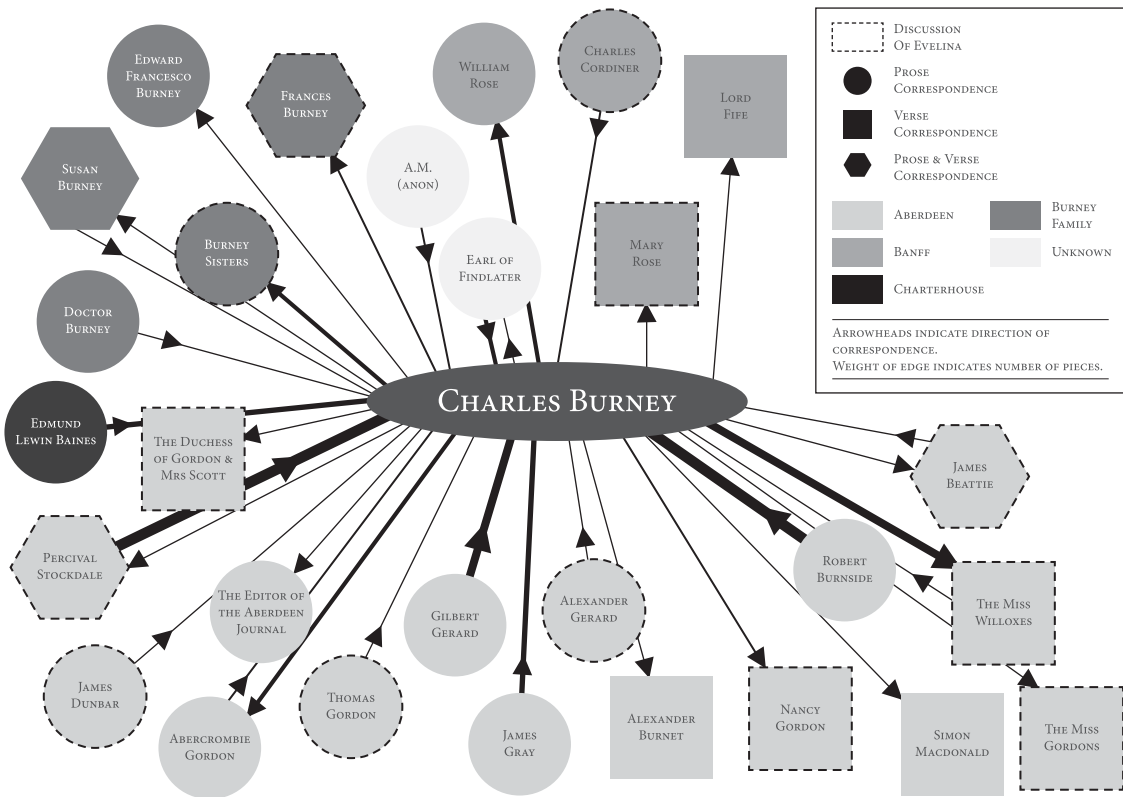 Edward
Francesco
Burney
Frances
Burney
William
Rose
Charles
Cordiner
Lord
Fife
Susan
Burney
A.M.
(anon)
Burney
Sisters
Earl of
Findlater
Mary
Rose
Doctor
Burney
Charles Burney
Edmund
Lewin Baines
The Duchess
of Gordon &
Mrs Scott
James
Beattie
Percival
Stockdale
The Editor of
the Aberdeen
Journal
Gilbert
Gerard
Alexander
Gerard
Robert
Burnside
The Miss
Willoxes
James
Dunbar
Abercrombie
Gordon
Thomas
Gordon
James
Gray
Alexander
Burnet
Nancy
Gordon
Simon
Macdonald
The Miss
Gordons
Discussion
Of Evelina
Prose
Correspondence
Verse
Correspondence
Prose & Verse
Correspondence
Aberdeen
Burney
Family
Banff
Unknown
Charterhouse
Arrowheads indicate direction of
correspondence.
Weight of edge indicates number of pieces.